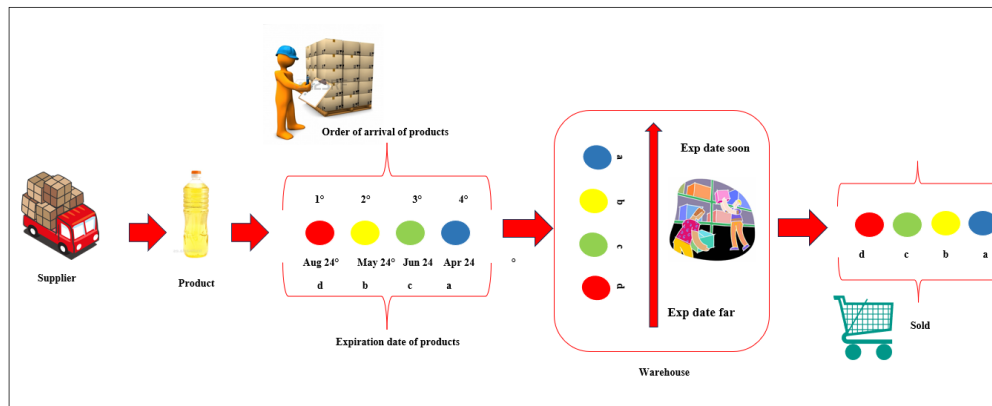 Order of arrival of products
1° 2° 3° 4°
Aug 24° May 24° Jun 24 Apr 24 °
d b c a
Expiration date of products
Supplier
Product
Exp date soon
a
b
c
d
Exp date far
Warehouse
d c b a
Sold